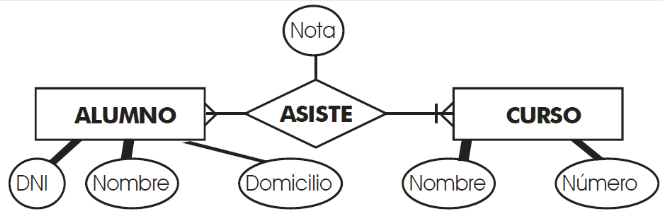 Nota
ALUMNO
ASISTE
CURSO
DNI
Nombre
Domicilio
Nombre
Número